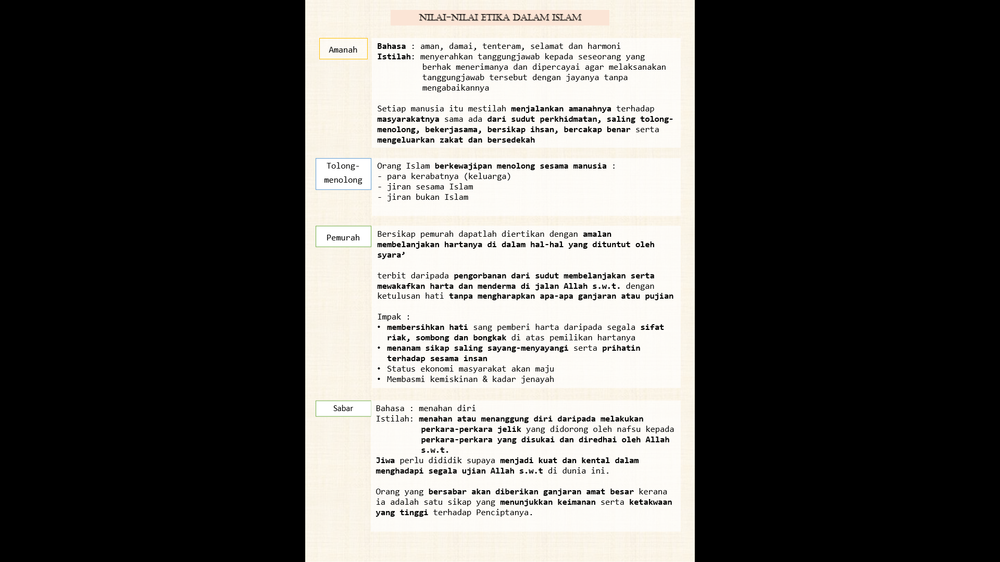 NILAI-NILAI ETIKA DALAM ISLAM
Amanah
Bahasa : aman, damai, tenteram, selamat dan harmoni
Istilah: menyerahkan tanggungjawab kepada seseorang yang
berhak menerimanya dan dipercayai agar melaksanakan
tanggungjawab tersebut dengan jayanya tanpa
mengabaikannya
Setiap manusia itu mestilah menjalankan amanahnya terhadap
masyarakatnya sama ada dari sudut perkhidmatan, saling tolong-
menolong, bekerjasama, bersikap ihsan, bercakap benar serta
mengeluarkan zakat dan bersedekah
Tolong-
menolong
Orang Islam berkewajipan menolong sesama manusia :
- para kerabatnya (keluarga)
- jiran sesama Islam
- jiran bukan Islam
Pemurah
Bersikap pemurah dapatlah diertikan dengan amalan
membelanjakan hartanya di dalam hal-hal yang dituntut oleh
syara’
terbit daripada pengorbanan dari sudut membelanjakan serta
mewakafkan harta dan menderma di jalan Allah s.w.t. dengan
ketulusan hati tanpa mengharapkan apa-apa ganjaran atau pujian
Impak :
• membersihkan hati sang pemberi harta daripada segala sifat
riak, sombong dan bongkak di atas pemilikan hartanya
• menanam sikap saling sayang-menyayangi serta prihatin
terhadap sesama insan
• Status ekonomi masyarakat akan maju
• Membasmi kemiskinan & kadar jenayah
Sabar
Bahasa : menahan diri
Istilah: menahan atau menanggung diri daripada melakukan
perkara-perkara jelik yang didorong oleh nafsu kepada
perkara-perkara yang disukai dan diredhai oleh Allah
s.w.t.
Jiwa perlu dididik supaya menjadi kuat dan kental dalam
menghadapi segala ujian Allah s.w.t di dunia ini.
Orang yang bersabar akan diberikan ganjaran amat besar kerana
ia adalah satu sikap yang menunjukkan keimanan serta ketakwaan
yang tinggi terhadap Penciptanya.